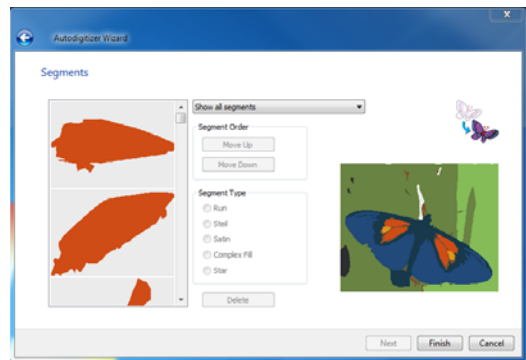 Autodigitizer Wizard
Segments
Show all segments
Segment Order
Move Up
Move Down
Segment Type
Run
Steil
Satin
Complex Fill
Star
Delete
Next
Finish
Cancel